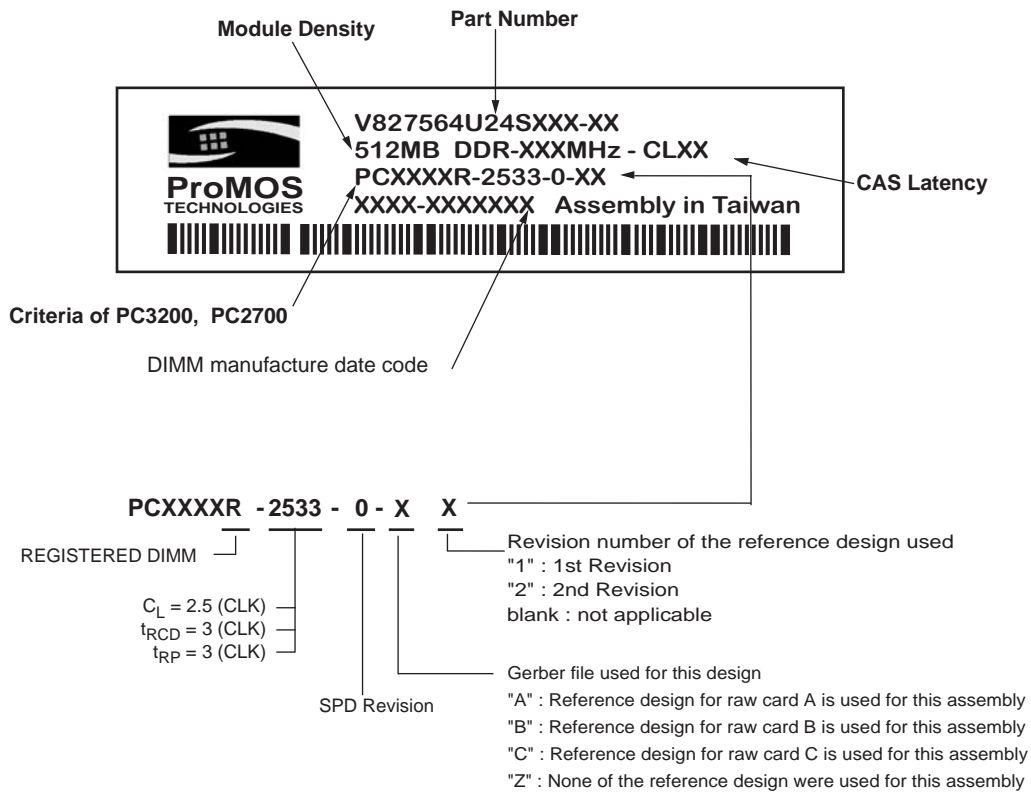 Module Density
Part Number
V827564U24SXXX-XX
512MB DDR-XXXMHz - CLXX
PCXXXXR-2533-0-XX
XXXX-XXXXXXX Assembly in Taiwan
ProMOS
TECHNOLOGIES
CAS Latency
Criteria of PC3200, PC2700
DIMM manufacture date code
PCXXXXR - 2533 - 0 - X X
REGISTERED DIMM
CL = 2.5 (CLK)
tRCD = 3 (CLK)
tRP = 3 (CLK)
SPD Revision
Revision number of the reference design used
"1" : 1st Revision
"2" : 2nd Revision
blank : not applicable
Gerber file used for this design
"A" : Reference design for raw card A is used for this assembly
"B" : Reference design for raw card B is used for this assembly
"C" : Reference design for raw card C is used for this assembly
"Z" : None of the reference design were used for this assembly